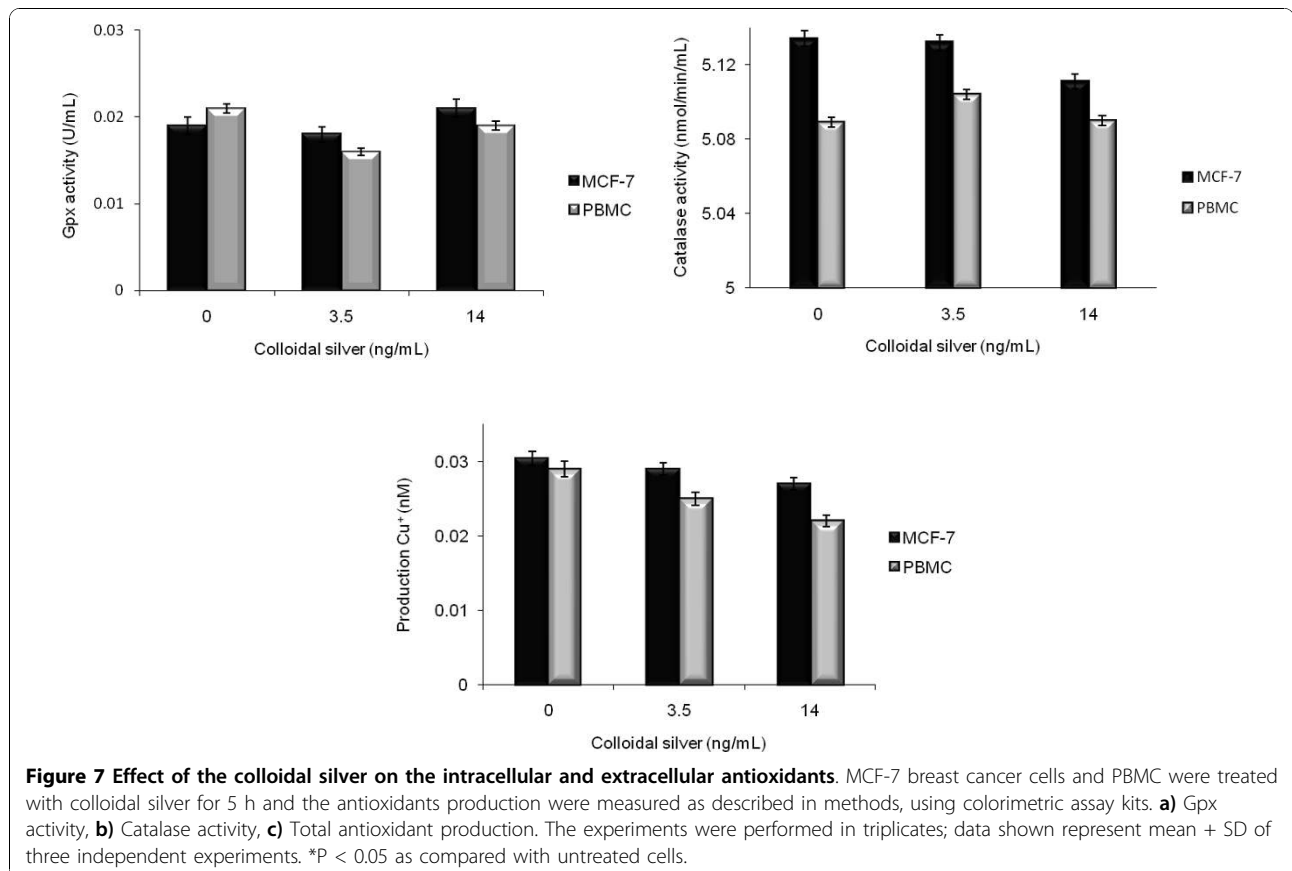 0.03
0.02
0.01
0
Gpx activity (U/mL)
0
3.5
14
Colloidal silver (ng/mL)
MCF-7
PBMC
5.12
5.08
5.04
5
Catalase activity (nmol/min/mL)
0
3.5
14
Colloidal silver (ng/mL)
MCF-7
PBMC
0.03
0.02
0.01
0
Production Cu⁺ (nM)
0
3.5
14
Colloidal silver (ng/mL)
MCF-7
PBMC
Figure 7 Effect of the colloidal silver on the intracellular and extracellular antioxidants. MCF-7 breast cancer cells and PBMC were treated
with colloidal silver for 5 h and the antioxidants production were measured as described in methods, using colorimetric assay kits. a) Gpx
activity, b) Catalase activity, c) Total antioxidant production. The experiments were performed in triplicates; data shown represent mean + SD of
three independent experiments. *P < 0.05 as compared with untreated cells.